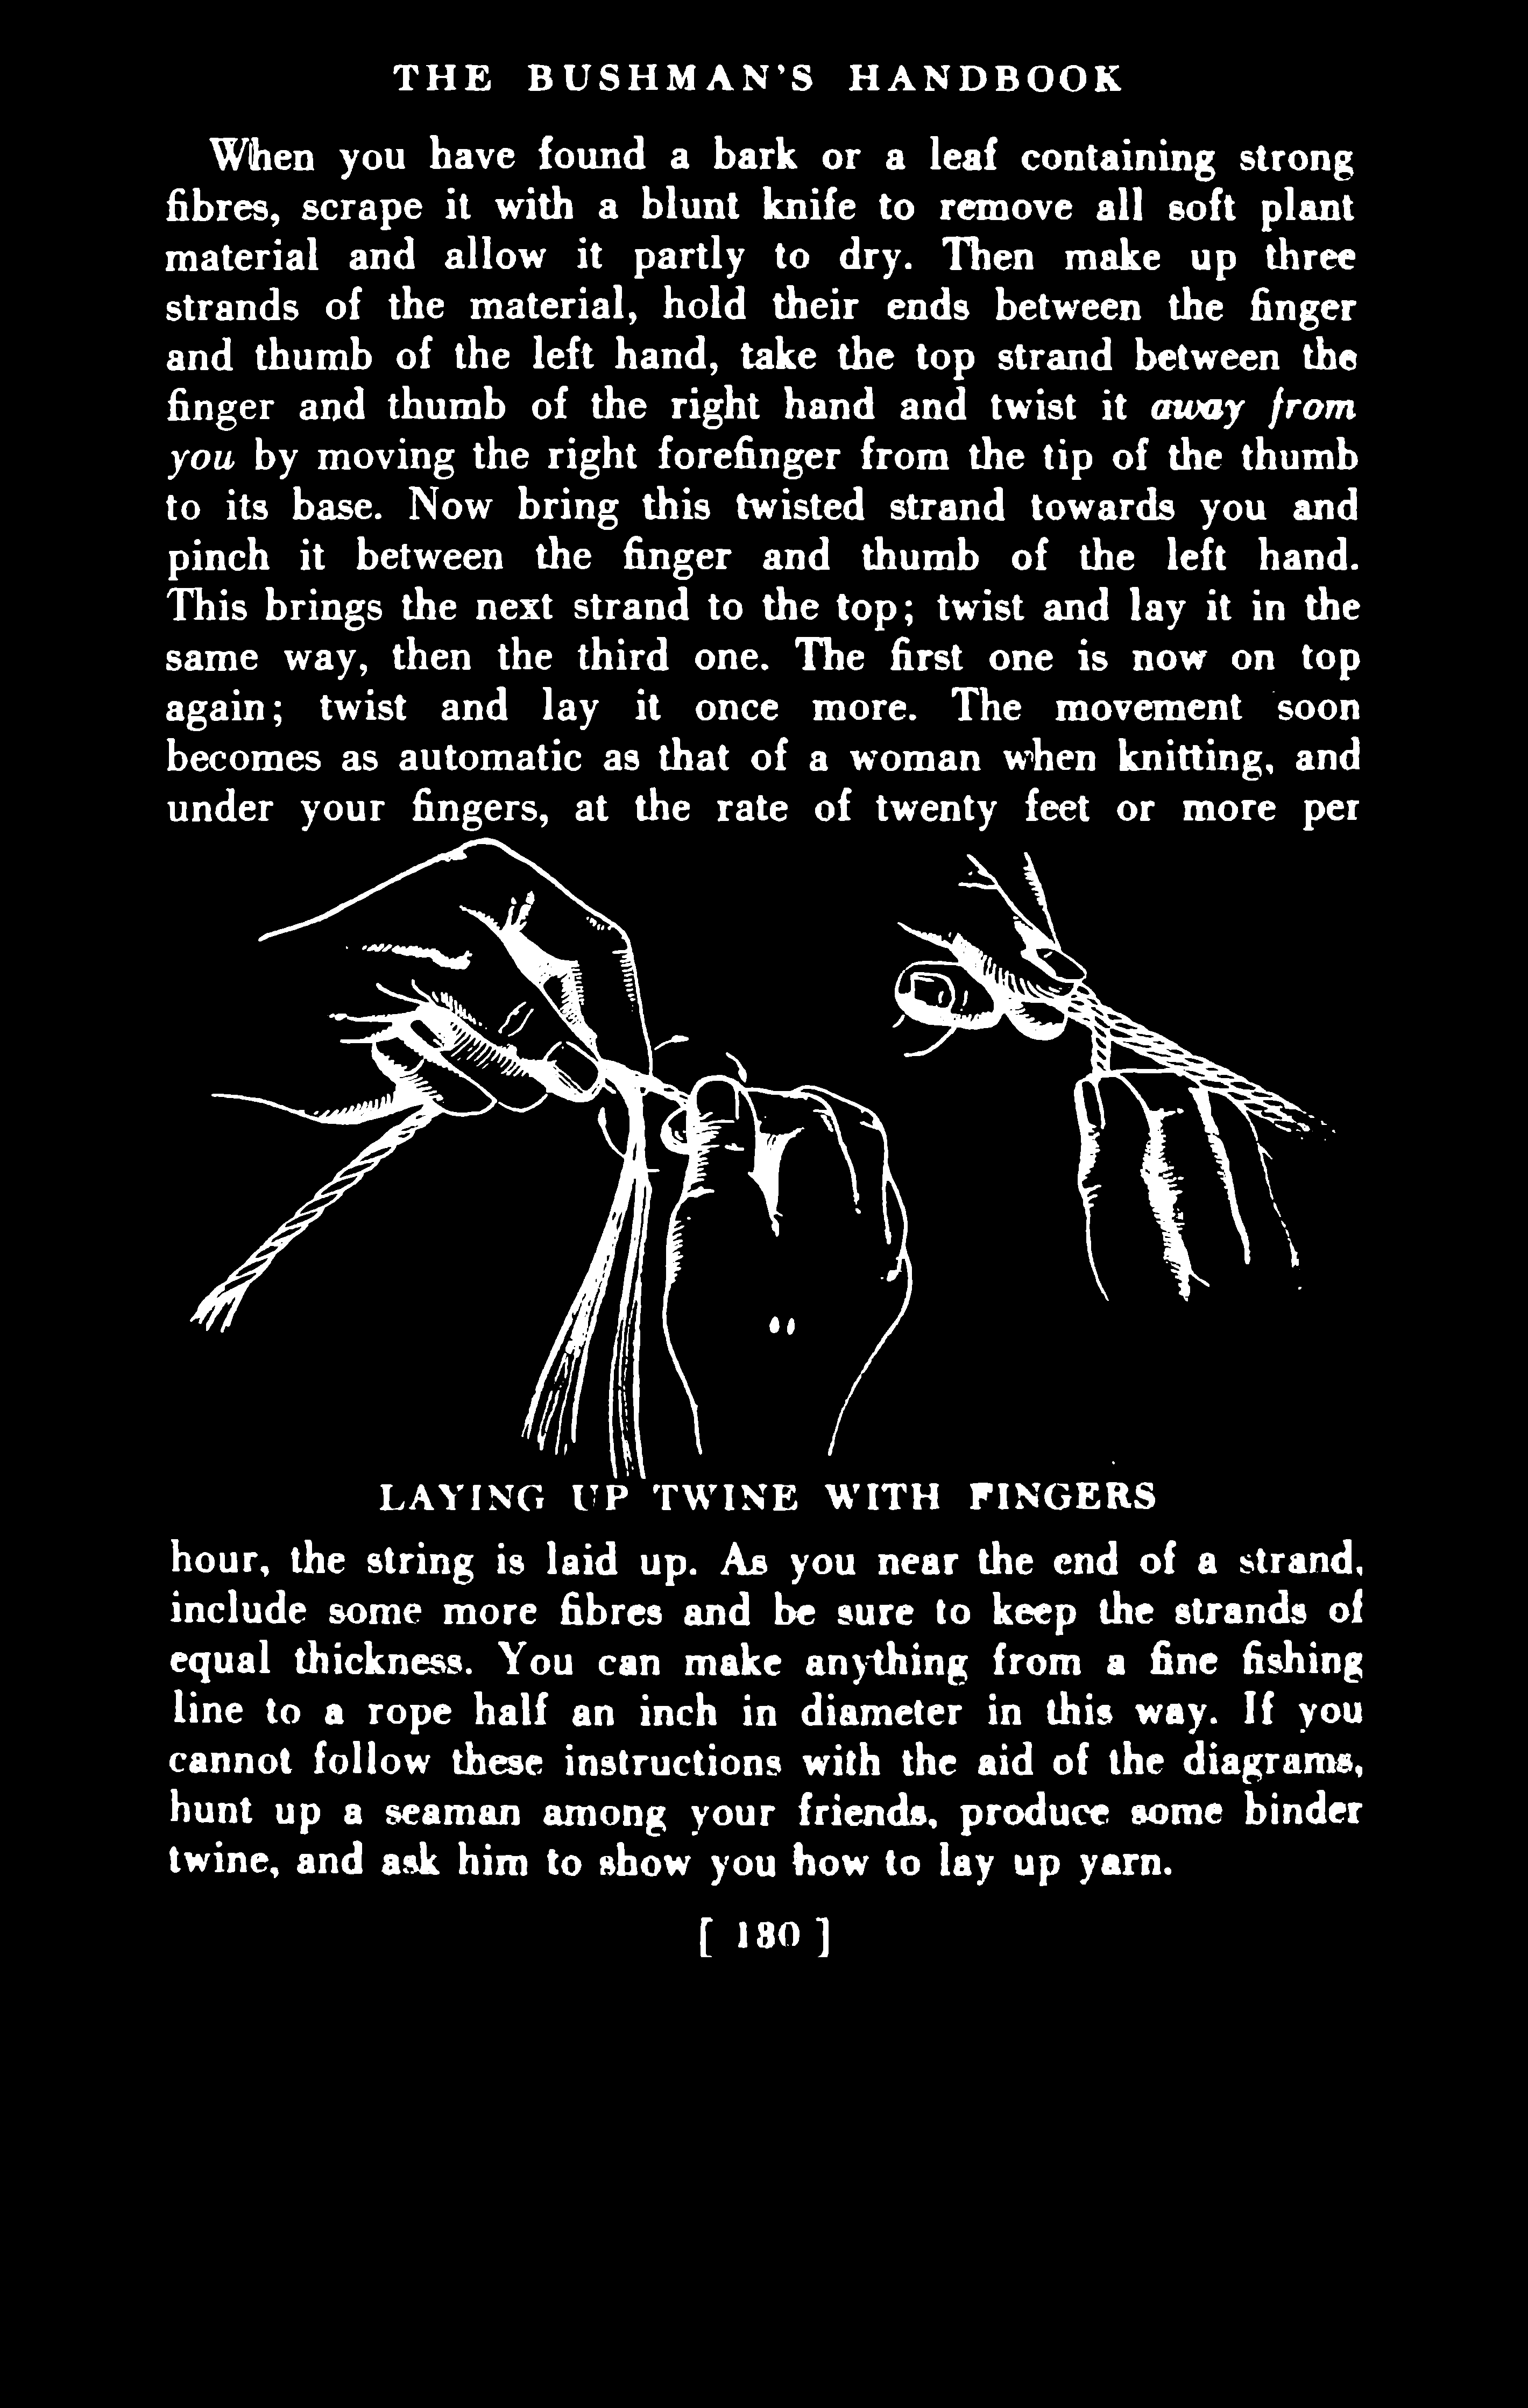 THE BUSHMAN'S HANDBOOK
When you have found a bark or a leaf containing strong
fibres, scrape it with a blunt knife to remove all soft plant
material and allow it partly to dry. Then make up three
strands of the material, hold their ends between the finger
and thumb of the left hand, take the top strand between the
finger and thumb of the right hand and twist it away from
you by moving the right forefinger from the tip of the thumb
to its base. Now bring this twisted strand towards you and
pinch it between the finger and thumb of the left hand.
This brings the next strand to the top; twist and lay it in the
same way, then the third one. The first one is now on top
again; twist and lay it once more. The movement soon
becomes as automatic as that of a woman when knitting, and
under your fingers, at the rate of twenty feet or more per
LAYING UP TWINE WITH FINGERS
hour, the string is laid up. As you near the end of a strand,
include some more fibres and be sure to keep the strands of
equal thickness. You can make anything from a fine fishing
line to a rope half an inch in diameter in this way. If you
cannot follow these instructions with the aid of the diagrams,
hunt up a seaman among your friends, produce some binder
twine, and ask him to show you how to lay up yarn.
[ 130 ]